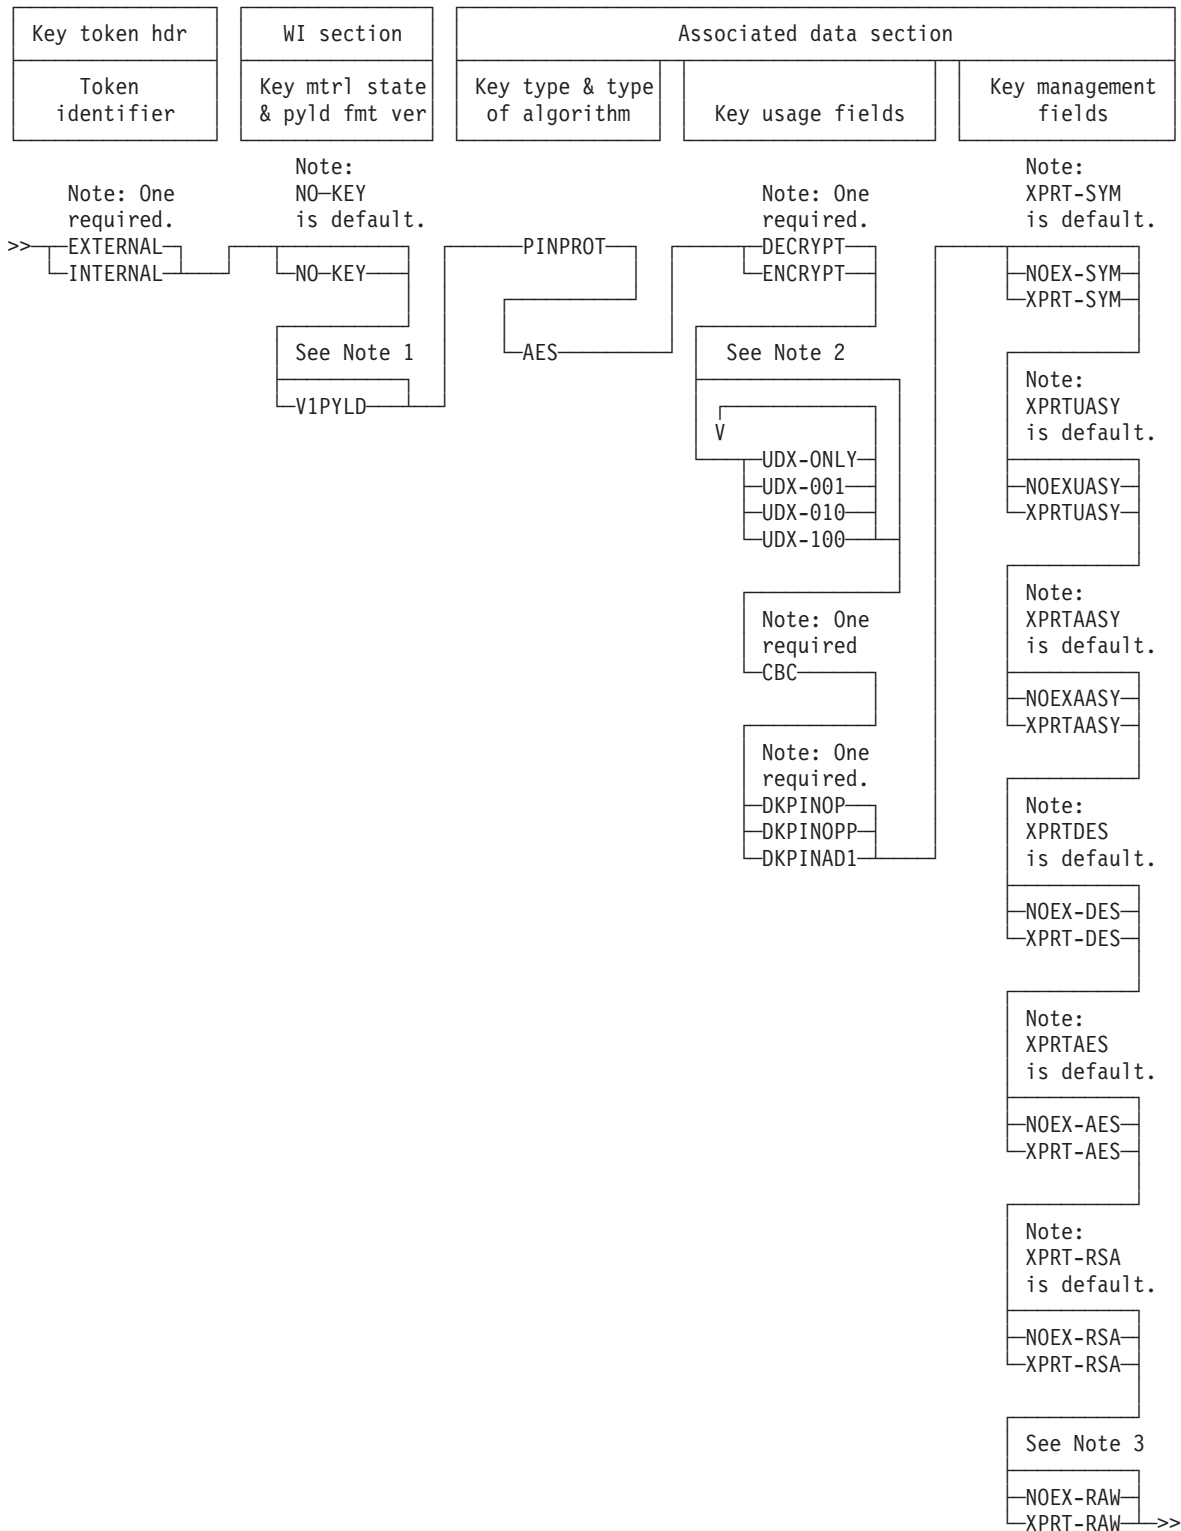 Key token hdr
WI section
Associated data section
Token
identifier
Key mtrl state
& pyld fmt ver
Key type & type
of algorithm
Key usage fields
Key management
fields
Note: One
required.
>>
EXTERNAL
INTERNAL
Note:
NO-KEY
is default.
NO-KEY
See Note 1
V1PYLD
PINPROT
AES
Note: One
required.
DECRYPT
ENCRYPT
See Note 2
V
UDX-ONLY
UDX-001
UDX-010
UDX-100
Note: One
required
CBC
Note: One
required.
DKPINOP
DKPINOPP
DKPINAD1
Note:
XPRT-SYM
is default.
NOEX-SYM
XPRT-SYM
Note:
XPRTUASY
is default.
NOEXUASY
XPRTUASY
Note:
XPRTAASY
is default.
NOEXAASY
XPRTAASY
Note:
XPRTDES
is default.
NOEX-DES
XPRT-DES
Note:
XPRTAES
is default.
NOEX-AES
XPRT-AES
Note:
XPRT-RSA
is default.
NOEX-RSA
XPRT-RSA
See Note 3
NOEX-RAW
XPRT-RAW
>>